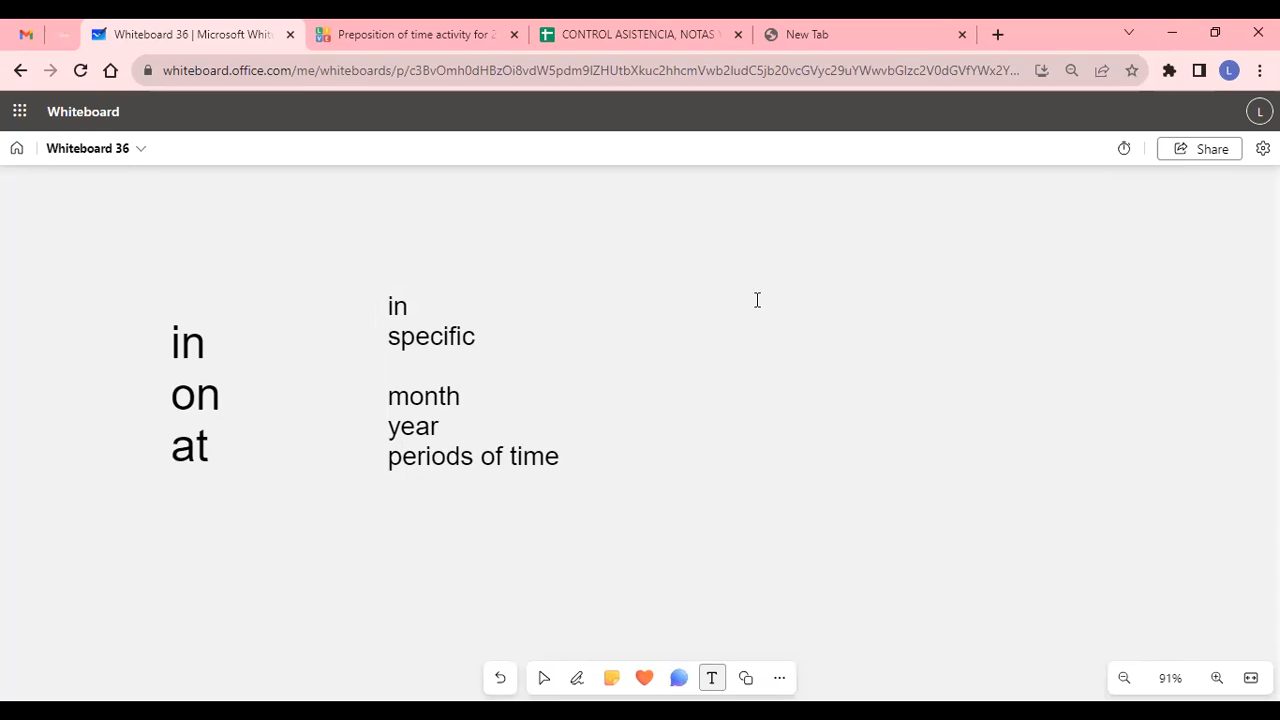 Whiteboard 36 | Microsoft Whit
Preposition of time activity for 2
CONTROL ASISTENCIA, NOTAS Y
New Tab
whiteboard.office.com/me/whiteboards/p/c3BvOmh0dHBzOi8vdW5pdm9lZHUtbXkuc2hhcmVwb2ludC5jb20vcGVyc29uYWwvbGlzc2V0dGVfYWx2Y...
L
Whiteboard
L
Whiteboard 36
Share
in
on
at
in
specific
month
year
periods of time
T
91%